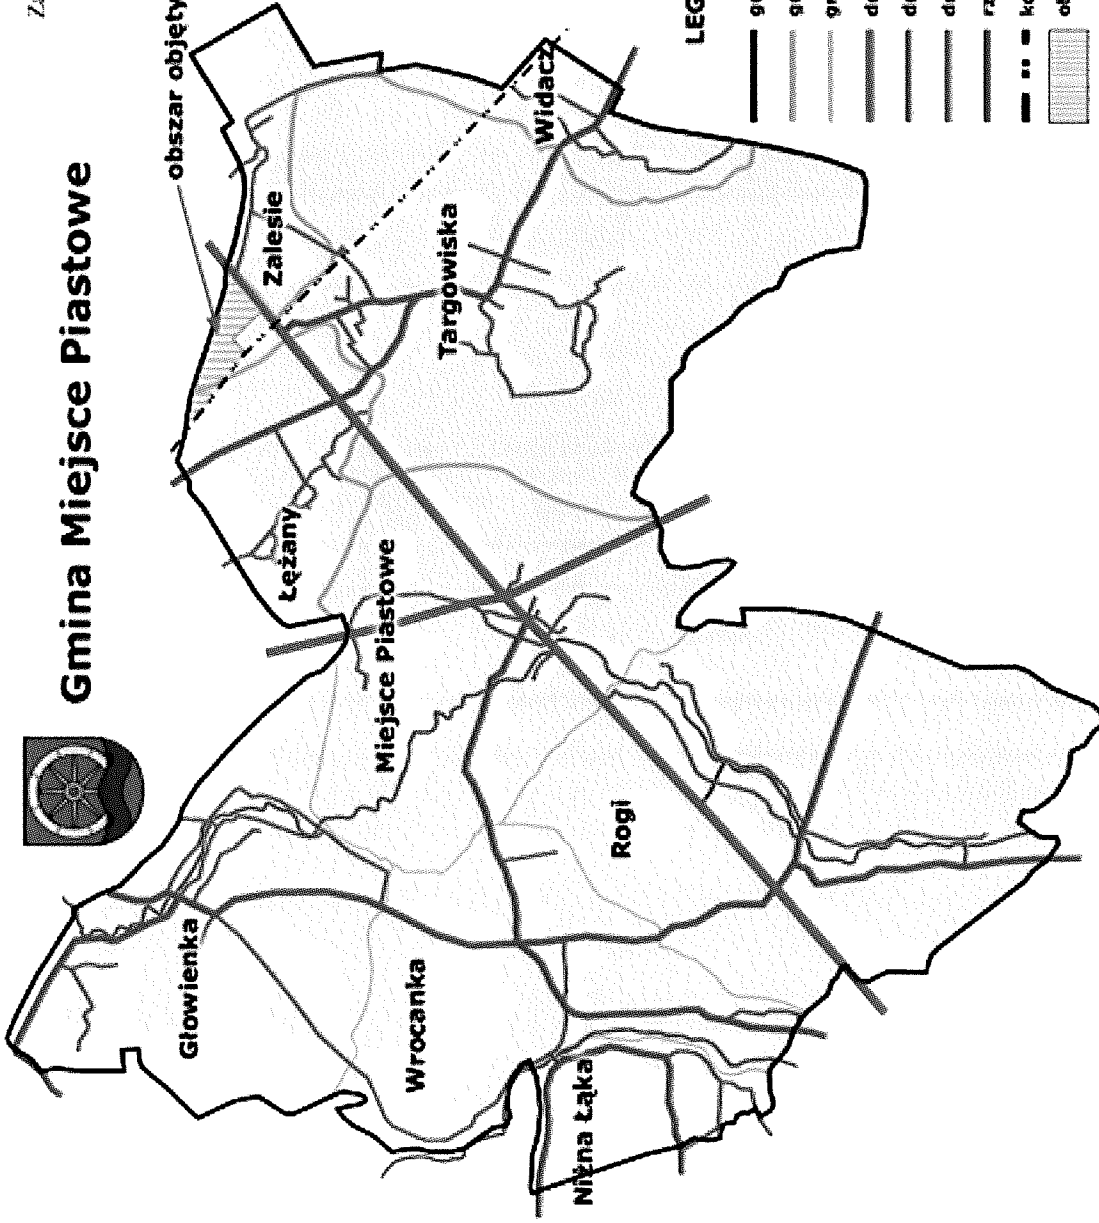 Gmina Miejsce Piastowe
obszar objęty
Głowienka
Zalesie
Łężany
Miejsce Piastowe
Wrocanka
Targowiska
Widacz
Niżna Łąka
Rogi
LEG